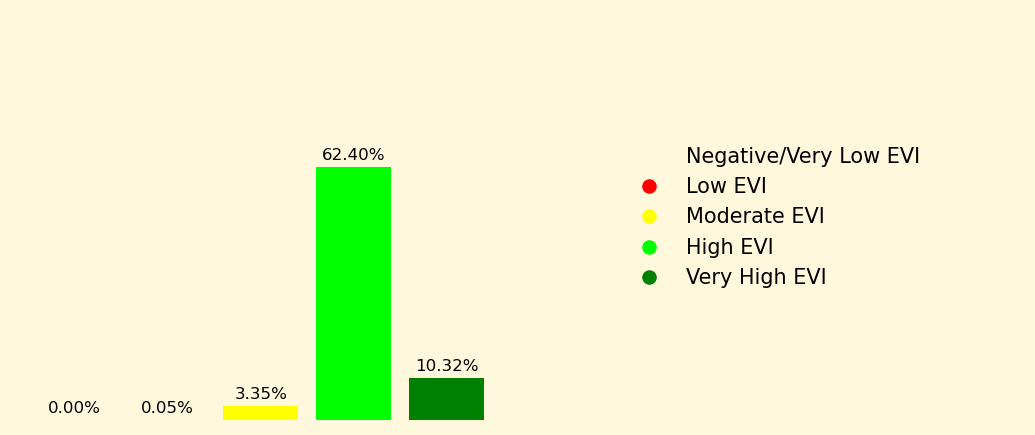 62.40%
10.32%
3.35%
0.00%
0.05%
Negative/Very Low EVI
Low EVI
Moderate EVI
High EVI
Very High EVI